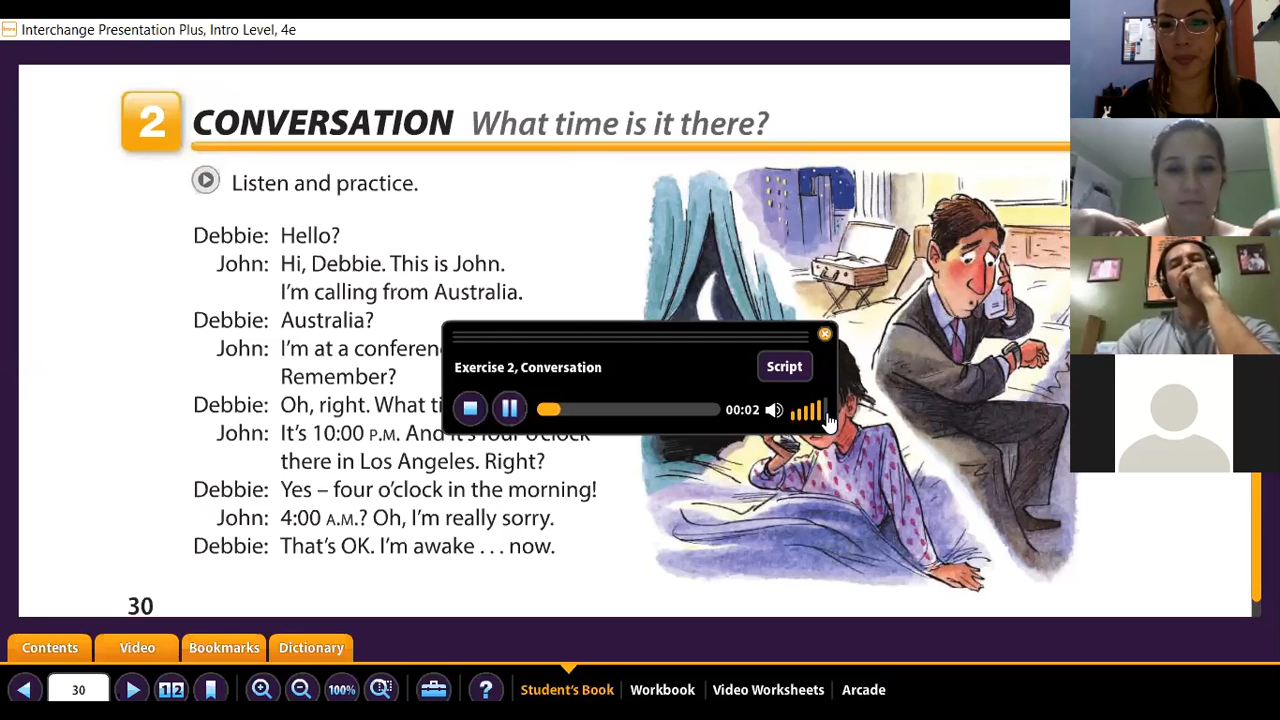 Interchange Presentation Plus, Intro Level, 4e
2 CONVERSATION What time is it there?
Listen and practice.
Debbie: Hello?
John: Hi, Debbie. This is John.
I'm calling from Australia.
Debbie: Australia?
John: I'm at a conferen
Remember?
Debbie: Oh, right. What ti
John: It's 10:00 P.M. And it's four o'clock
there in Los Angeles. Right?
Debbie: Yes – four o'clock in the morning!
John: 4:00 A.M.? Oh, I'm really sorry.
Debbie: That's OK. I'm awake . . . now.
Exercise 2, Conversation
Script
00:02
30
Contents Video Bookmarks Dictionary
30 12 100% ? Student's Book Workbook Video Worksheets Arcade